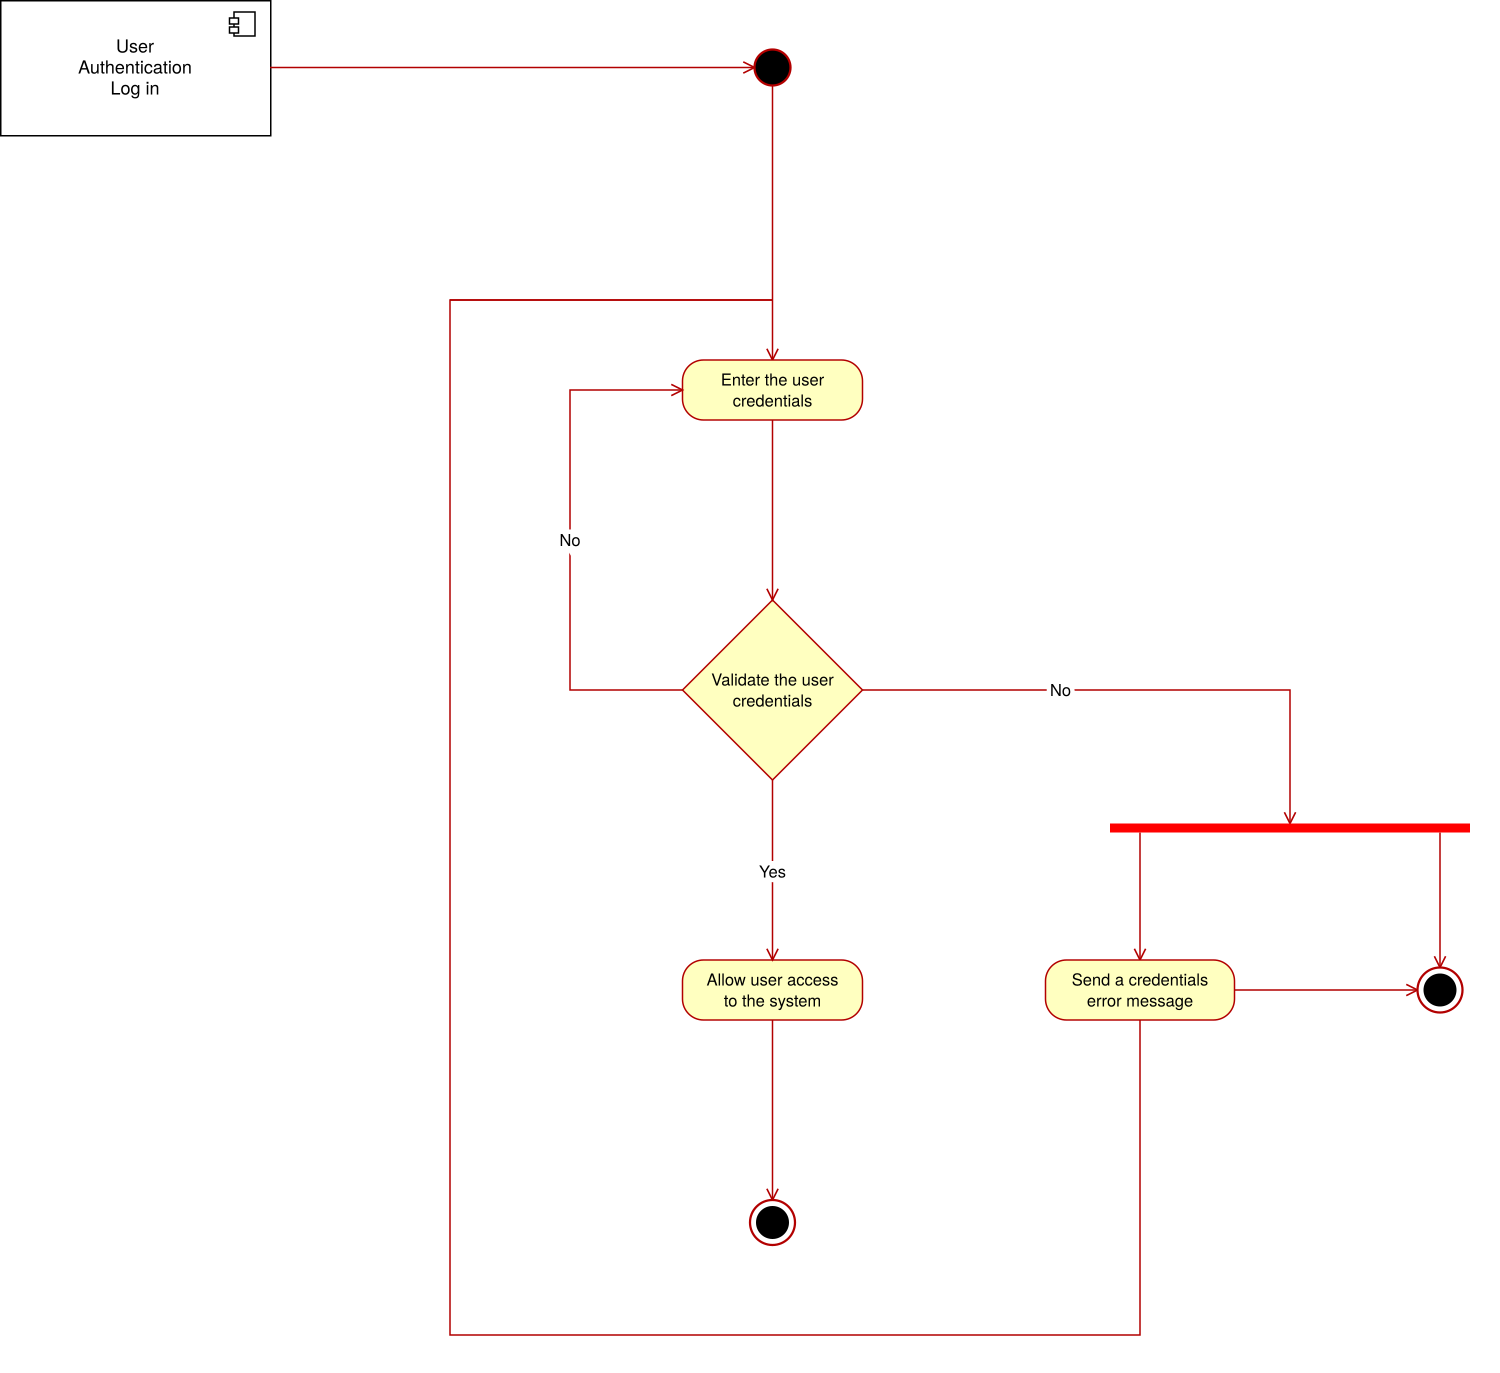 User
Authentication
Log in
Enter the user
credentials
No
Validate the user
credentials
No
Yes
Allow user access
to the system
Send a credentials
error message